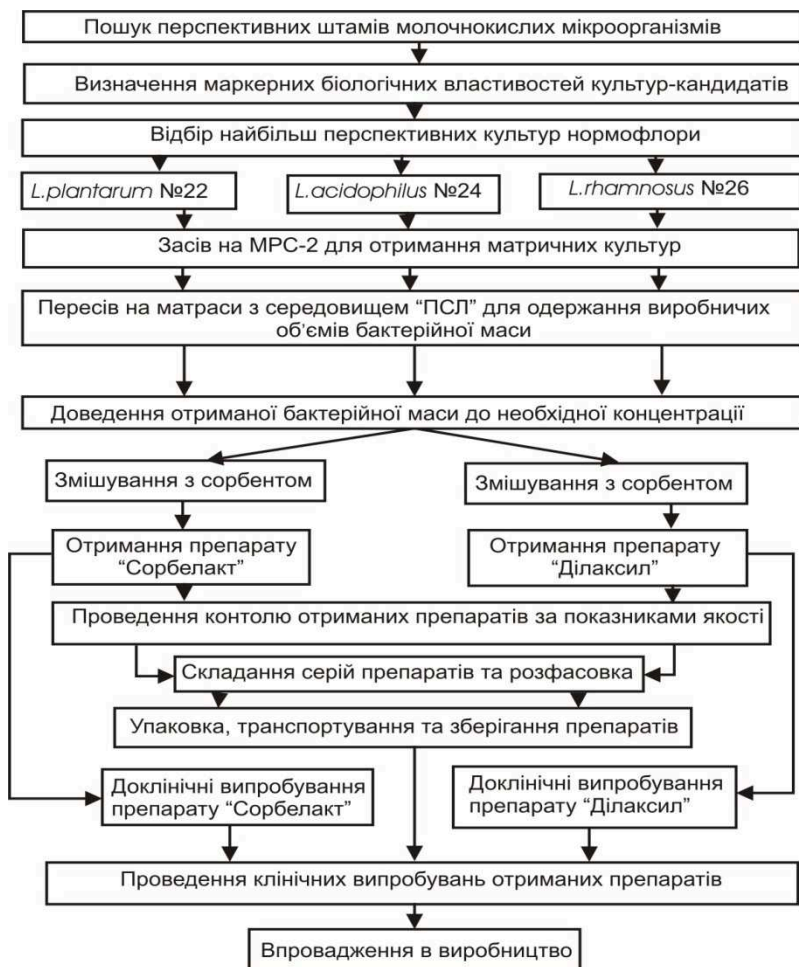 Пошук перспективних штамів молочнокислих мікроорганізмів
Визначення маркерних біологічних властивостей культур-кандидатів
Відбір найбільш перспективних культур нормофлори
L.plantarum №22
L.acidophilus №24
L.rhamnosus №26
Засів на МРС-2 для отримання матричних культур
Пересів на матраси з середовищем “ПСЛ” для одержання виробничих
об’ємів бактерійної маси
Доведення отриманої бактерійної маси до необхідної концентрації
Змішування з сорбентом
Змішування з сорбентом
Отримання препарату
“Сорбелакт”
Отримання препарату
“Ділаксил”
Проведення контолю отриманих препаратів за показниками якості
Складання серій препаратів та розфасовка
Упаковка, транспортування та зберігання препаратів
Доклінічні випробування
препарату “Сорбелакт”
Доклінічні випробування
препарату “Ділаксил”
Проведення клінічних випробувань отриманих препаратів
Впровадження в виробництво